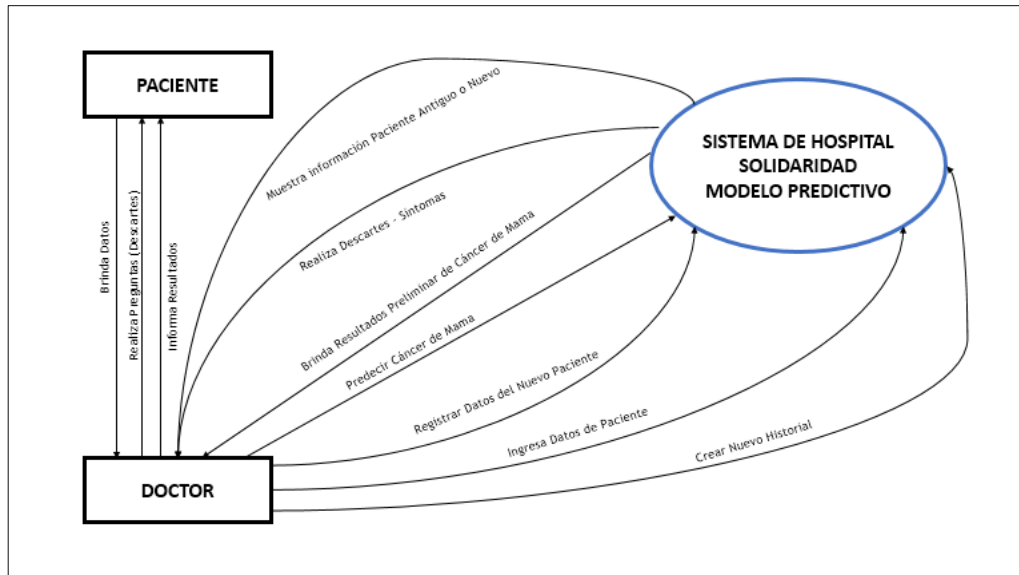 PACIENTE
Muestra información Paciente Antiguo o Nuevo
SISTEMA DE HOSPITAL
SOLIDARIDAD
MODELO PREDICTIVO
Brinda Datos
Realiza Preguntas (Descartes)
Informa Resultados
Realiza Descartes - Síntomas
Brinda Resultados Preliminar de Cáncer de Mama
Predecir Cáncer de Mama
Registrar Datos del Nuevo Paciente
Ingresa Datos de Paciente
Crear Nuevo Historial
DOCTOR